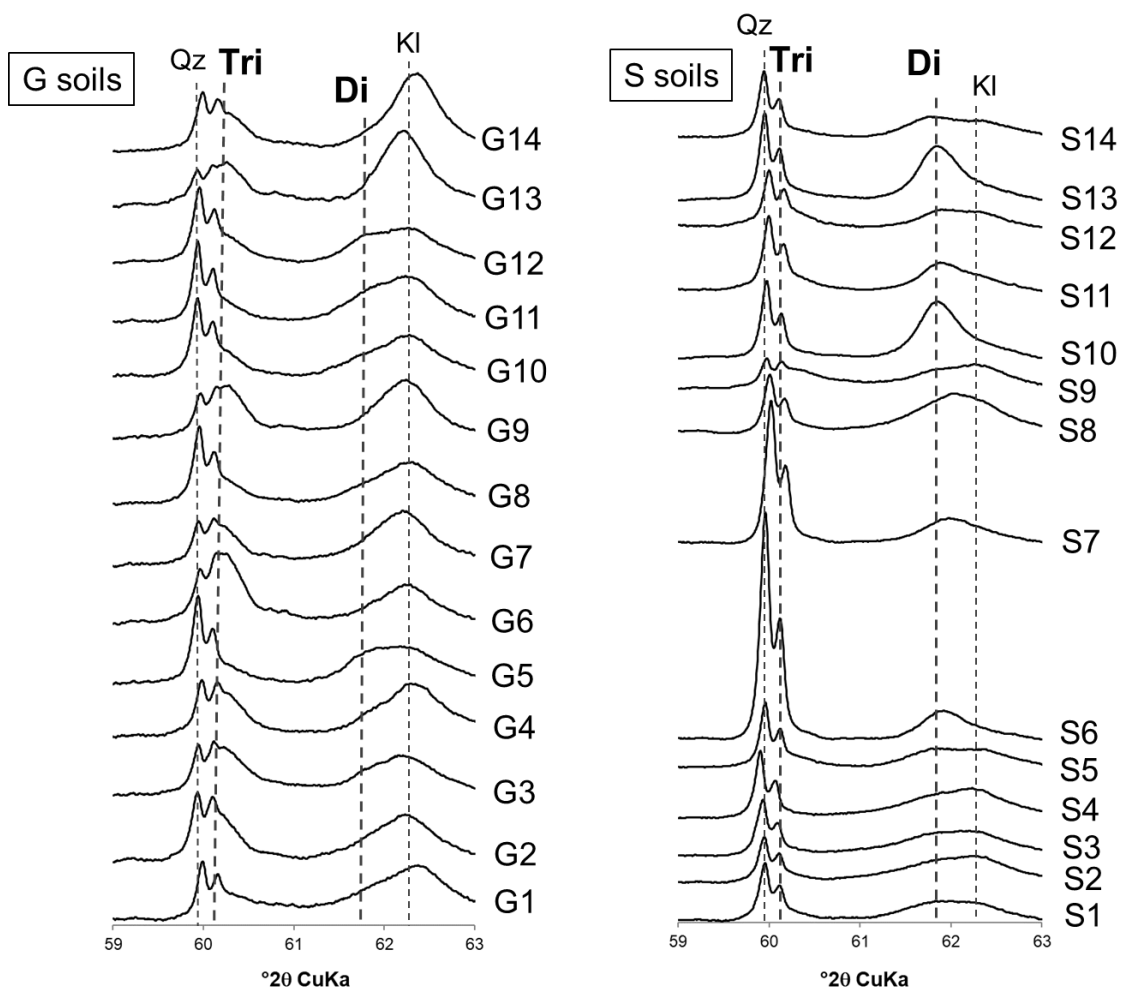 G soils
Qz
Tri
Di
Kl
G14
G13
G12
G11
G10
G9
G8
G7
G6
G5
G4
G3
G2
G1
59
60
61
62
63
°2θ CuKa
S soils
Qz
Tri
Di
Kl
S14
S13
S12
S11
S10
S9
S8
S7
S6
S5
S4
S3
S2
S1
59
60
61
62
63
°2θ CuKa